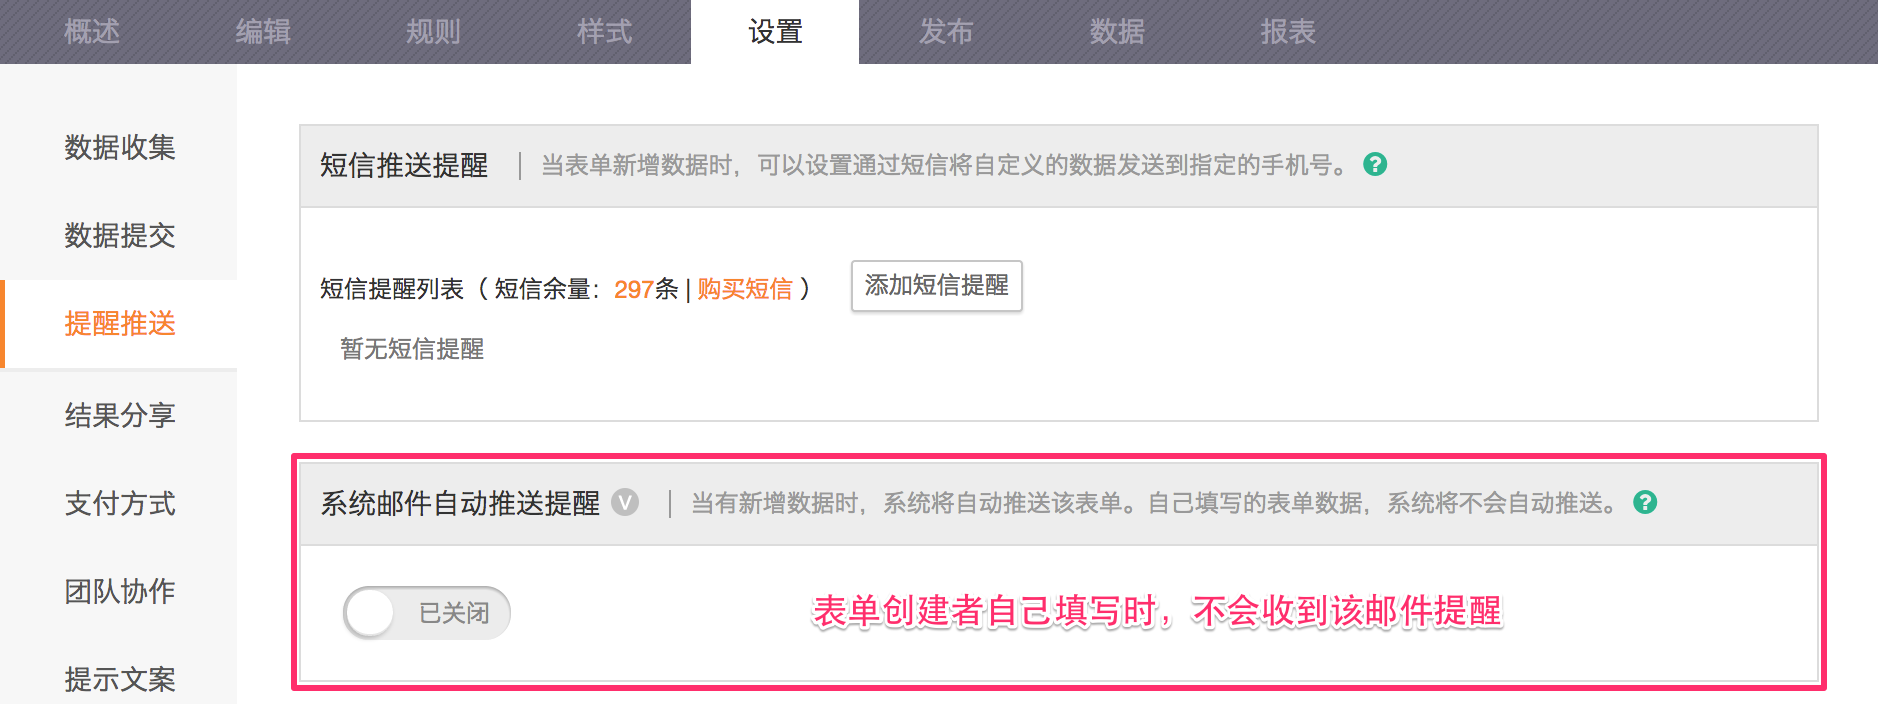 概述 编辑 规则 样式 设置 发布 数据 报表
数据收集
数据提交
提醒推送
结果分享
支付方式
团队协作
提示文案
短信推送提醒 | 当表单新增数据时，可以设置通过短信将自定义的数据发送到指定的手机号。 ?
短信提醒列表（ 短信余量：297条 | 购买短信 ） 添加短信提醒
暂无短信提醒
系统邮件自动推送提醒 V | 当有新增数据时，系统将自动推送该表单。自己填写的表单数据，系统将不会自动推送。 ?
已关闭
表单创建者自己填写时，不会收到该邮件提醒